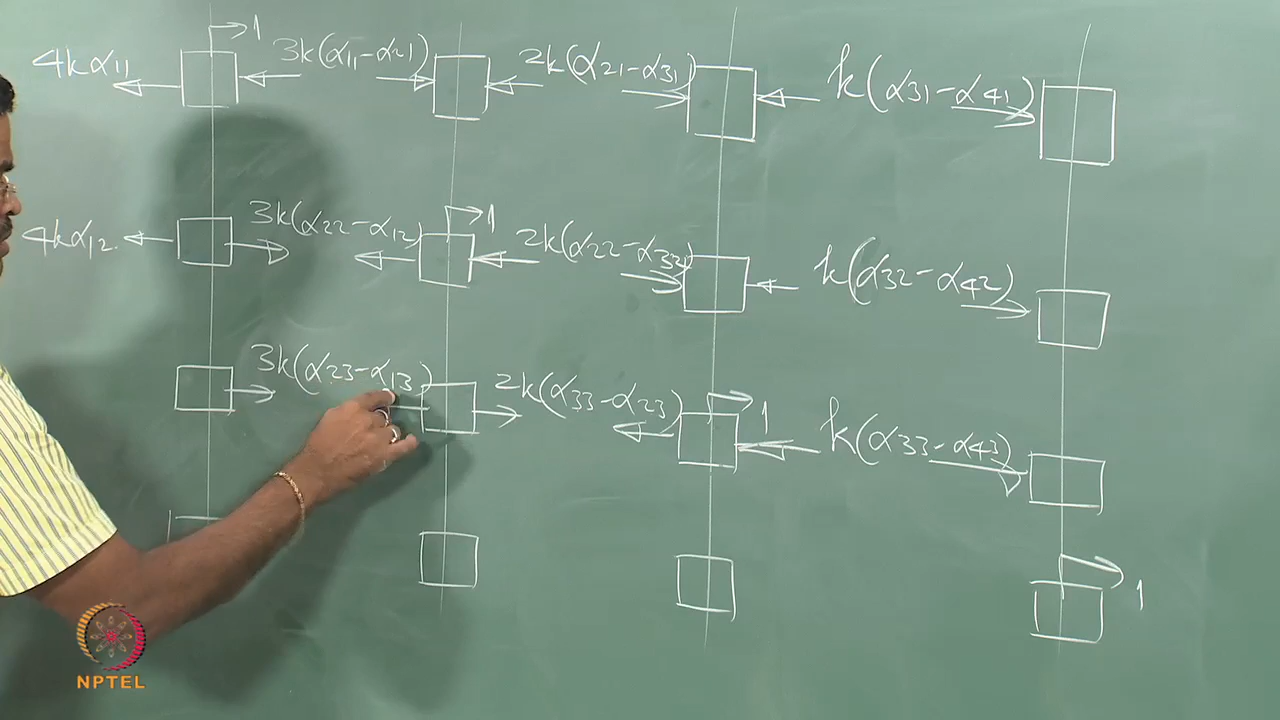 4kα11 1 3k(α11-α21) 2k(α21-α31) k(α31-α41)
4kα12. 3k(α22-α12) 1 2k(α22-α32) k(α32-α42)
3k(α23-α13) 2k(α33-α23) 1 k(α33-α43)
1
NPTEL